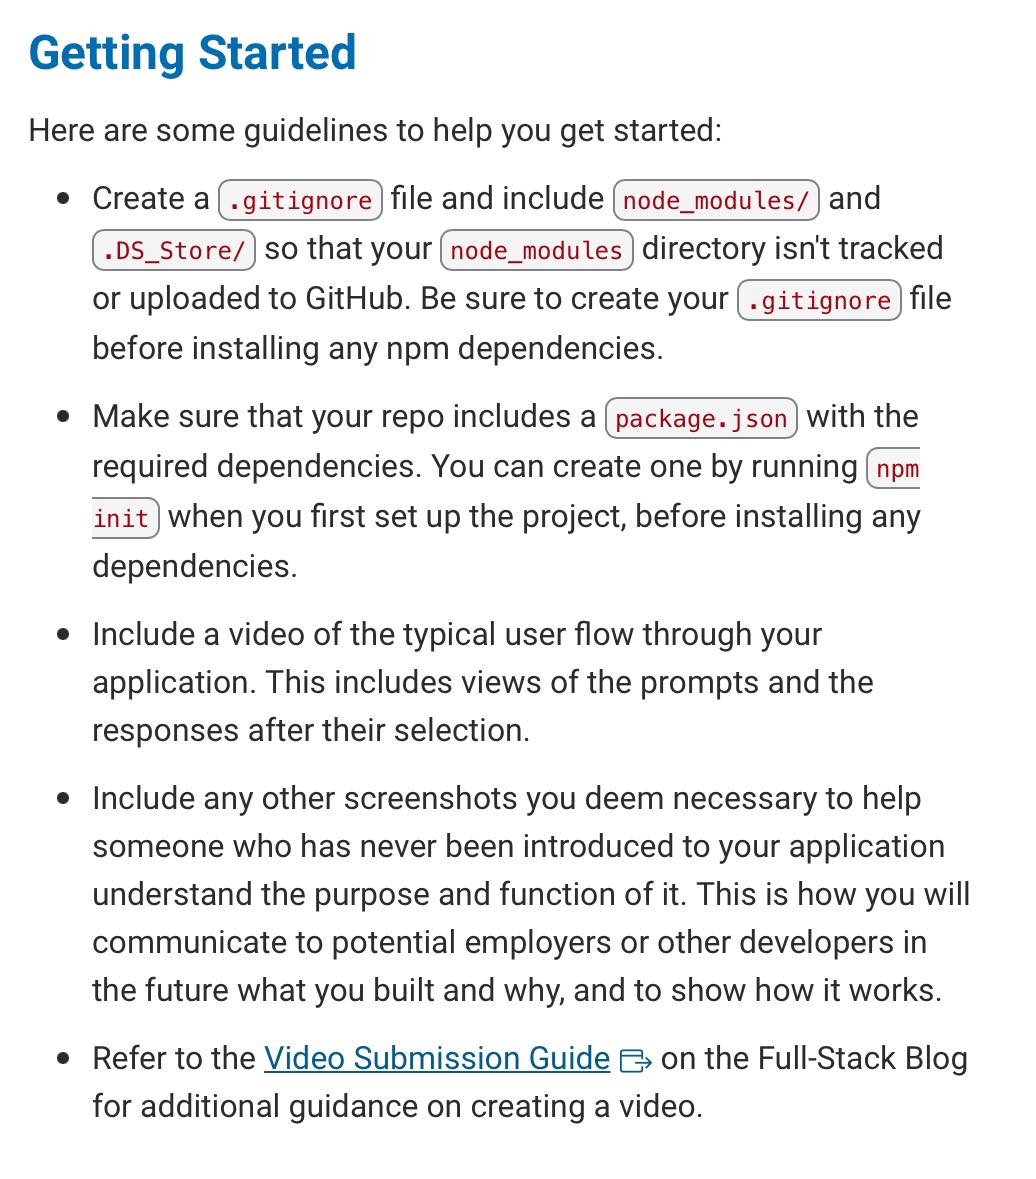 Getting Started
Here are some guidelines to help you get started:
Create a .gitignore file and include node_modules/ and
.DS_Store/ so that your node_modules directory isn't tracked
or uploaded to GitHub. Be sure to create your .gitignore file
before installing any npm dependencies.
Make sure that your repo includes a package.json with the
required dependencies. You can create one by running npm
init when you first set up the project, before installing any
dependencies.
Include a video of the typical user flow through your
application. This includes views of the prompts and the
responses after their selection.
Include any other screenshots you deem necessary to help
someone who has never been introduced to your application
understand the purpose and function of it. This is how you will
communicate to potential employers or other developers in
the future what you built and why, and to show how it works.
Refer to the Video Submission Guide on the Full-Stack Blog
for additional guidance on creating a video.